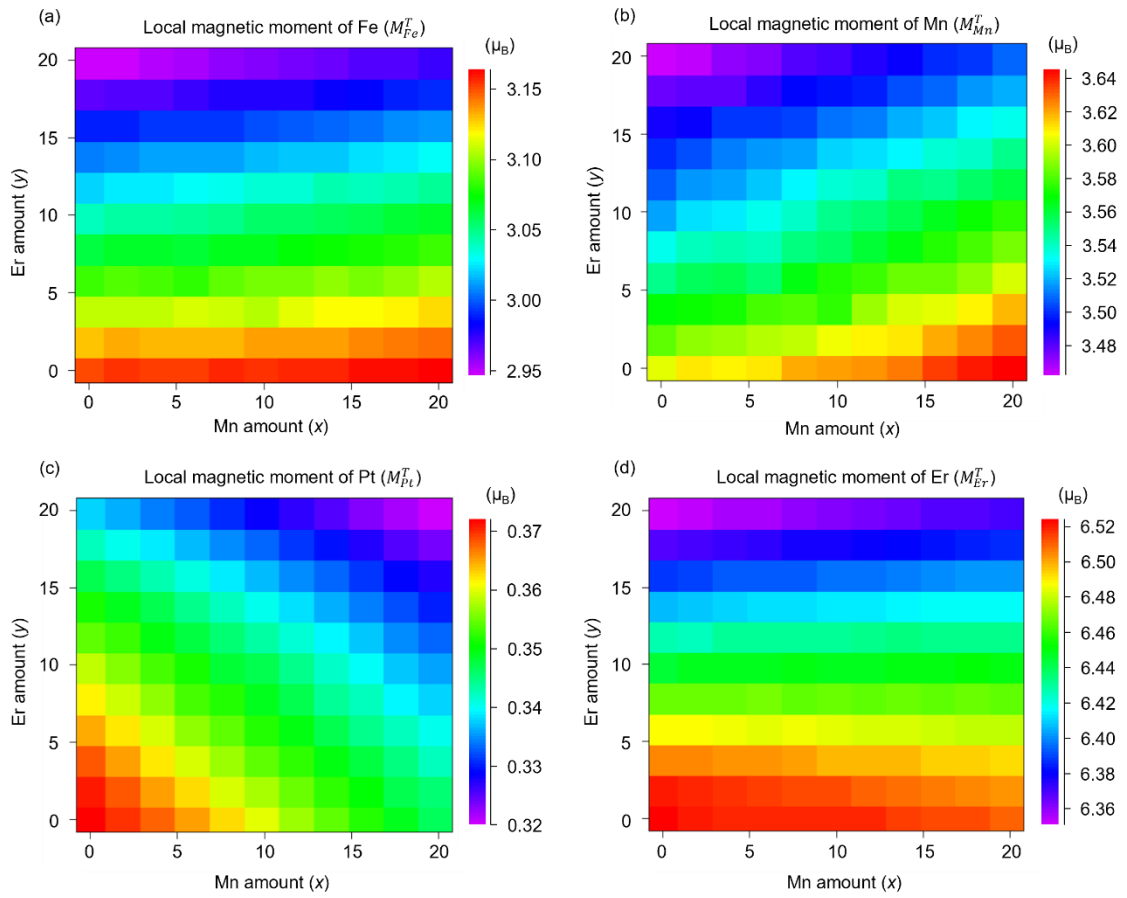 (a)
Local magnetic moment of Fe (M^T_Fe)
(μB)
20
15
10
5
0
Er amount (y)
0 5 10 15 20
Mn amount (x)
3.15
3.10
3.05
3.00
2.95
(b)
Local magnetic moment of Mn (M^T_Mn)
(μB)
20
15
10
5
0
Er amount (y)
0 5 10 15 20
Mn amount (x)
3.64
3.62
3.60
3.58
3.56
3.54
3.52
3.50
3.48
(c)
Local magnetic moment of Pt (M^T_Pt)
(μB)
20
15
10
5
0
Er amount (y)
0 5 10 15 20
Mn amount (x)
0.37
0.36
0.35
0.34
0.33
0.32
(d)
Local magnetic moment of Er (M^T_Er)
(μB)
20
15
10
5
0
Er amount (y)
0 5 10 15 20
Mn amount (x)
6.52
6.50
6.48
6.46
6.44
6.42
6.40
6.38
6.36